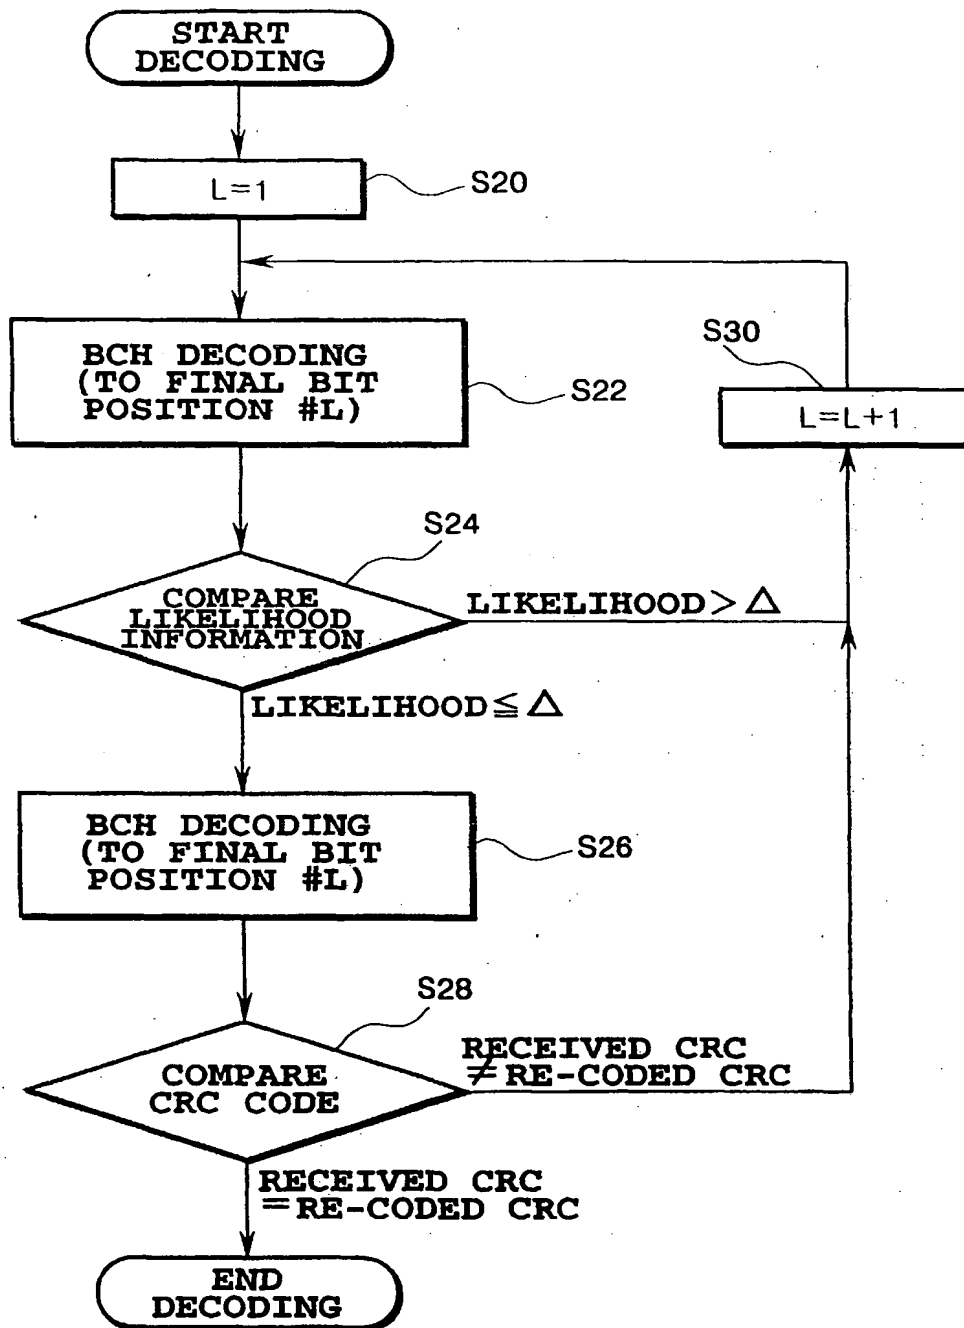 START
DECODING
L=1
S20
BCH DECODING
(TO FINAL BIT
POSITION #L)
S22
S30
L=L+1
S24
COMPARE
LIKELIHOOD
INFORMATION
LIKELIHOOD>△
LIKELIHOOD≦△
BCH DECODING
(TO FINAL BIT
POSITION #L)
S26
S28
COMPARE
CRC CODE
RECEIVED CRC
≠RE-CODED CRC
RECEIVED CRC
=RE-CODED CRC
END
DECODING